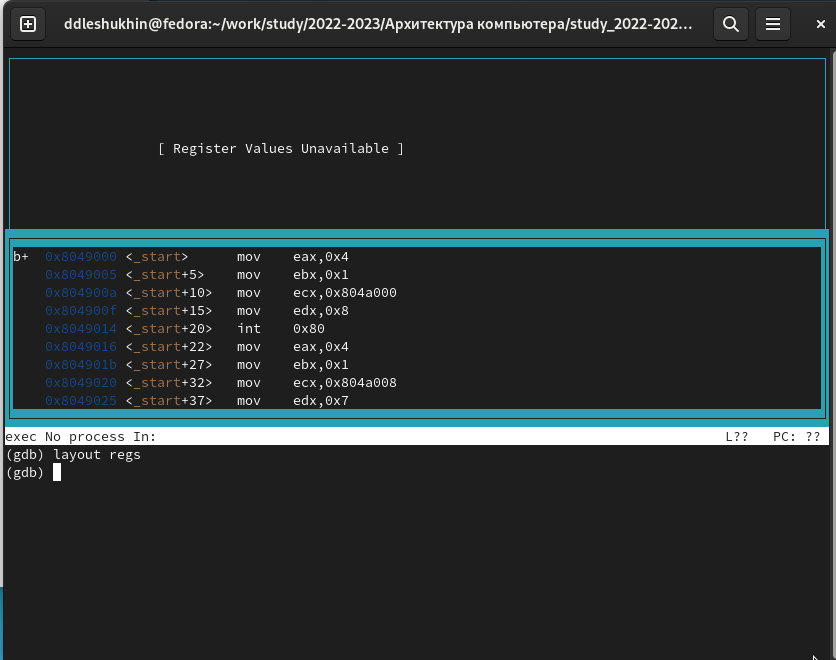 ddleshukhin@fedora:~/work/study/2022-2023/Архитектура компьютера/study_2022-202...
[ Register Values Unavailable ]
b+ 0x8049000 <_start> mov eax,0x4
0x8049005 <_start+5> mov ebx,0x1
0x804900a <_start+10> mov ecx,0x804a000
0x804900f <_start+15> mov edx,0x8
0x8049014 <_start+20> int 0x80
0x8049016 <_start+22> mov eax,0x4
0x804901b <_start+27> mov ebx,0x1
0x8049020 <_start+32> mov ecx,0x804a008
0x8049025 <_start+37> mov edx,0x7
exec No process In: L?? PC: ??
(gdb) layout regs
(gdb)